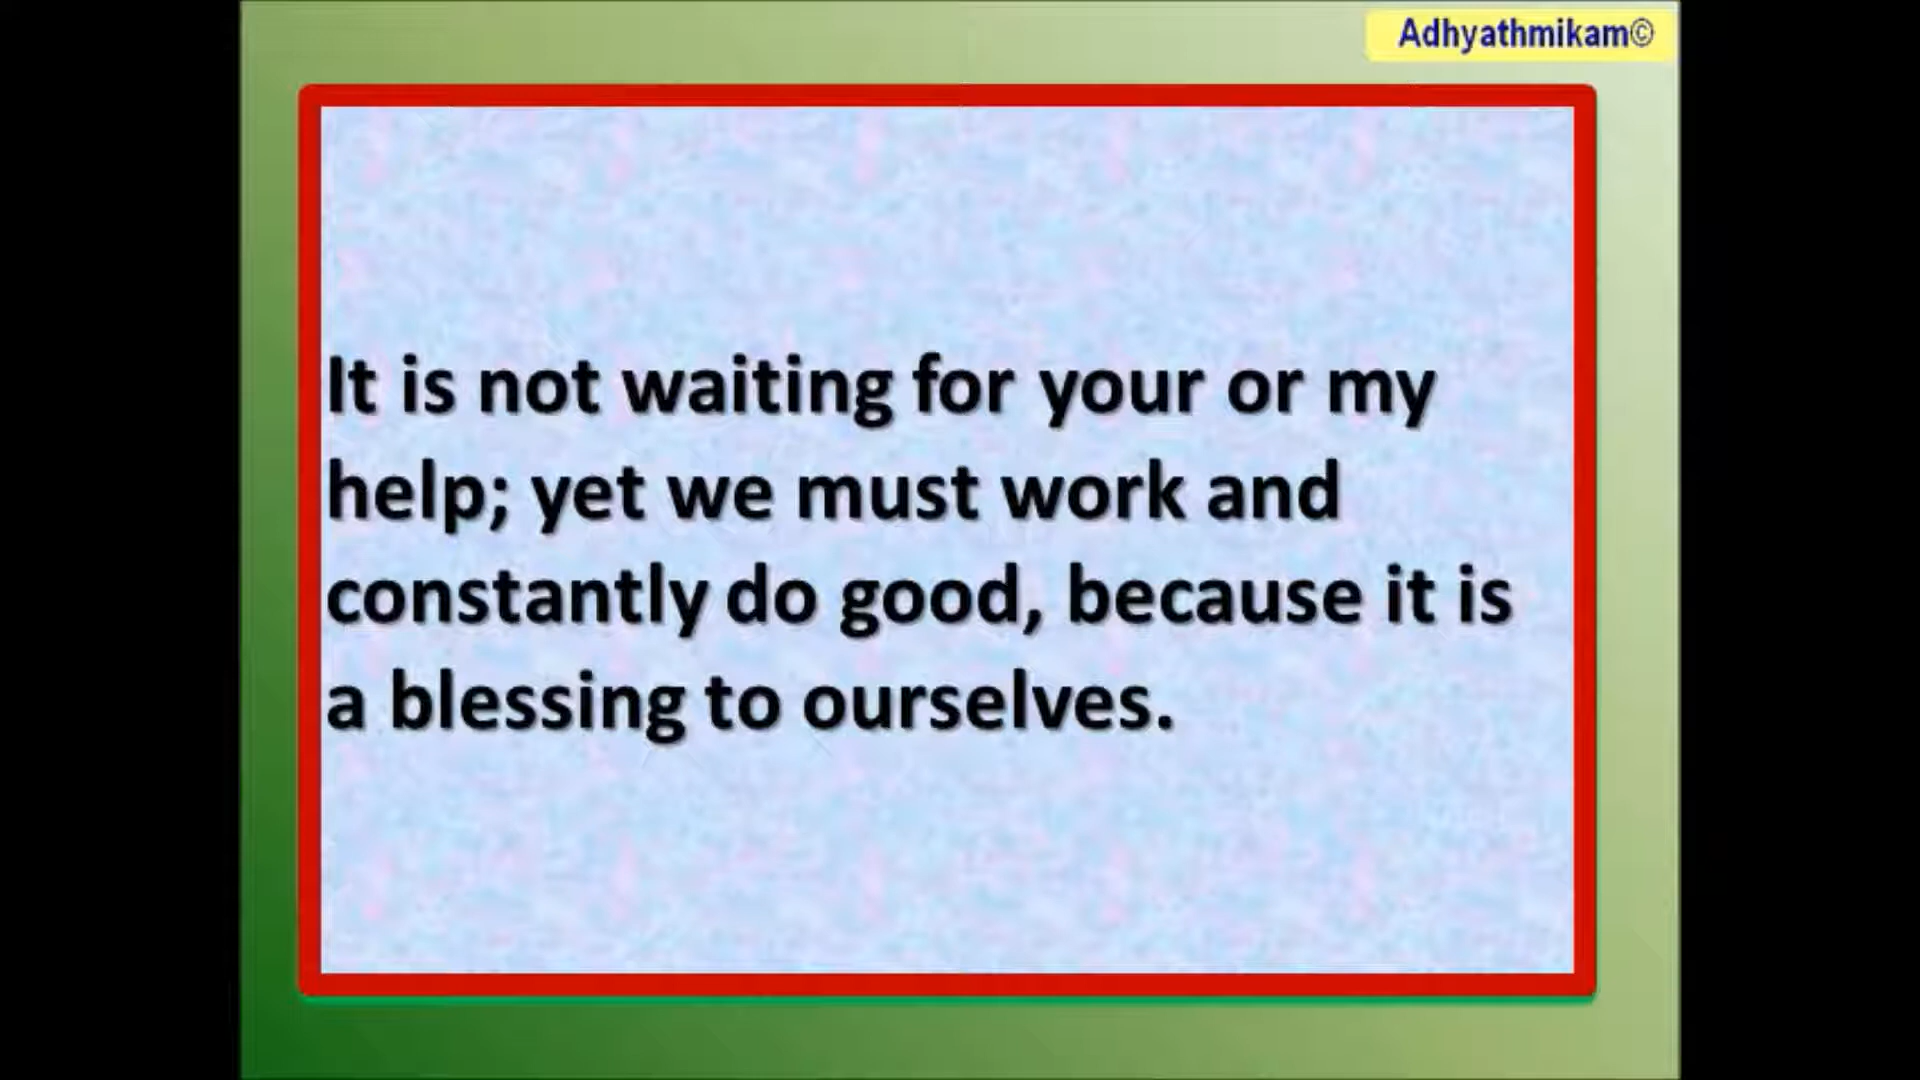 Adhyathmikam©
It is not waiting for your or my
help; yet we must work and
constantly do good, because it is
a blessing to ourselves.